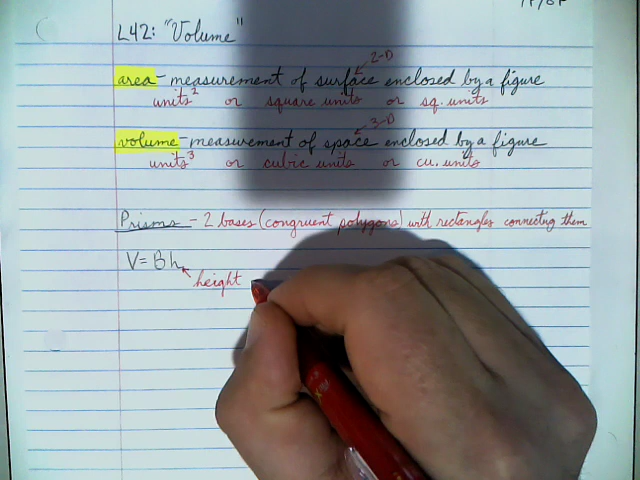 L42: "Volume"
2-D
area - measurement of surface enclosed by a figure
units² or square units or sq. units
3-D
volume - measurement of space enclosed by a figure
units³ or cubic units or cu. units
Prisms - 2 bases (congruent polygons) with rectangles connecting them
V = Bh
height